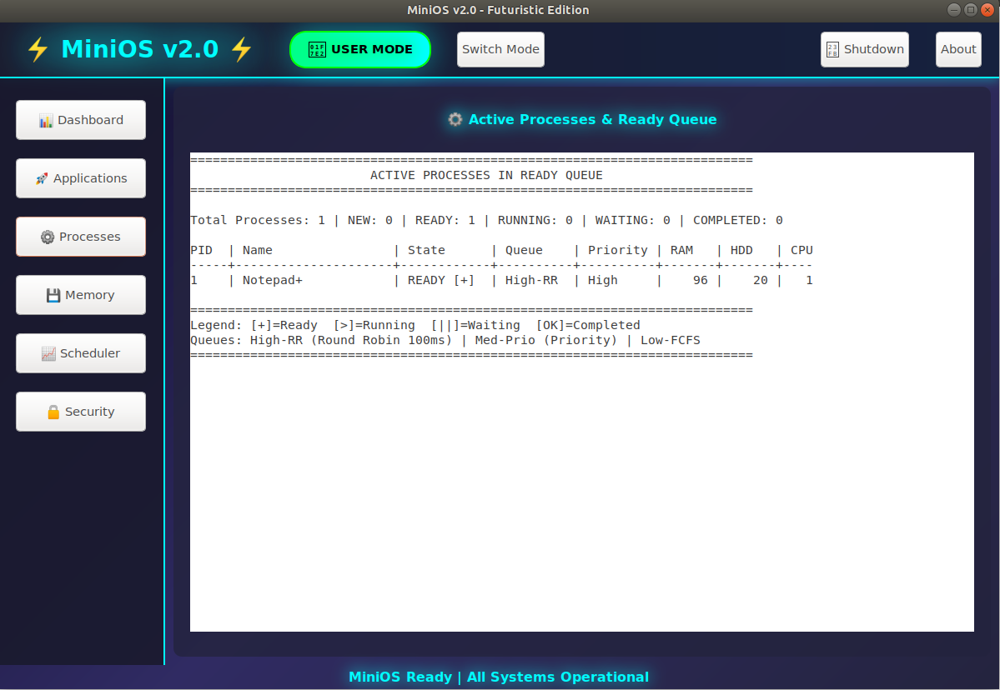 MiniOS v2.0 - Futuristic Edition
⚡ MiniOS v2.0 ⚡
USER MODE
Switch Mode
Shutdown
About
Dashboard
Applications
Processes
Memory
Scheduler
Security
Active Processes & Ready Queue
===========================================================================
ACTIVE PROCESSES IN READY QUEUE
===========================================================================
Total Processes: 1 | NEW: 0 | READY: 1 | RUNNING: 0 | WAITING: 0 | COMPLETED: 0
PID  | Name                | State      | Queue    | Priority | RAM   | HDD   | CPU
-----+---------------------+------------+----------+----------+-------+-------+----
1    | Notepad+            | READY [+]  | High-RR  | High     |    96 |    20 |   1
===========================================================================
Legend: [+]=Ready  [>]=Running  [||]=Waiting  [OK]=Completed
Queues: High-RR (Round Robin 100ms) | Med-Prio (Priority) | Low-FCFS
===========================================================================
MiniOS Ready | All Systems Operational